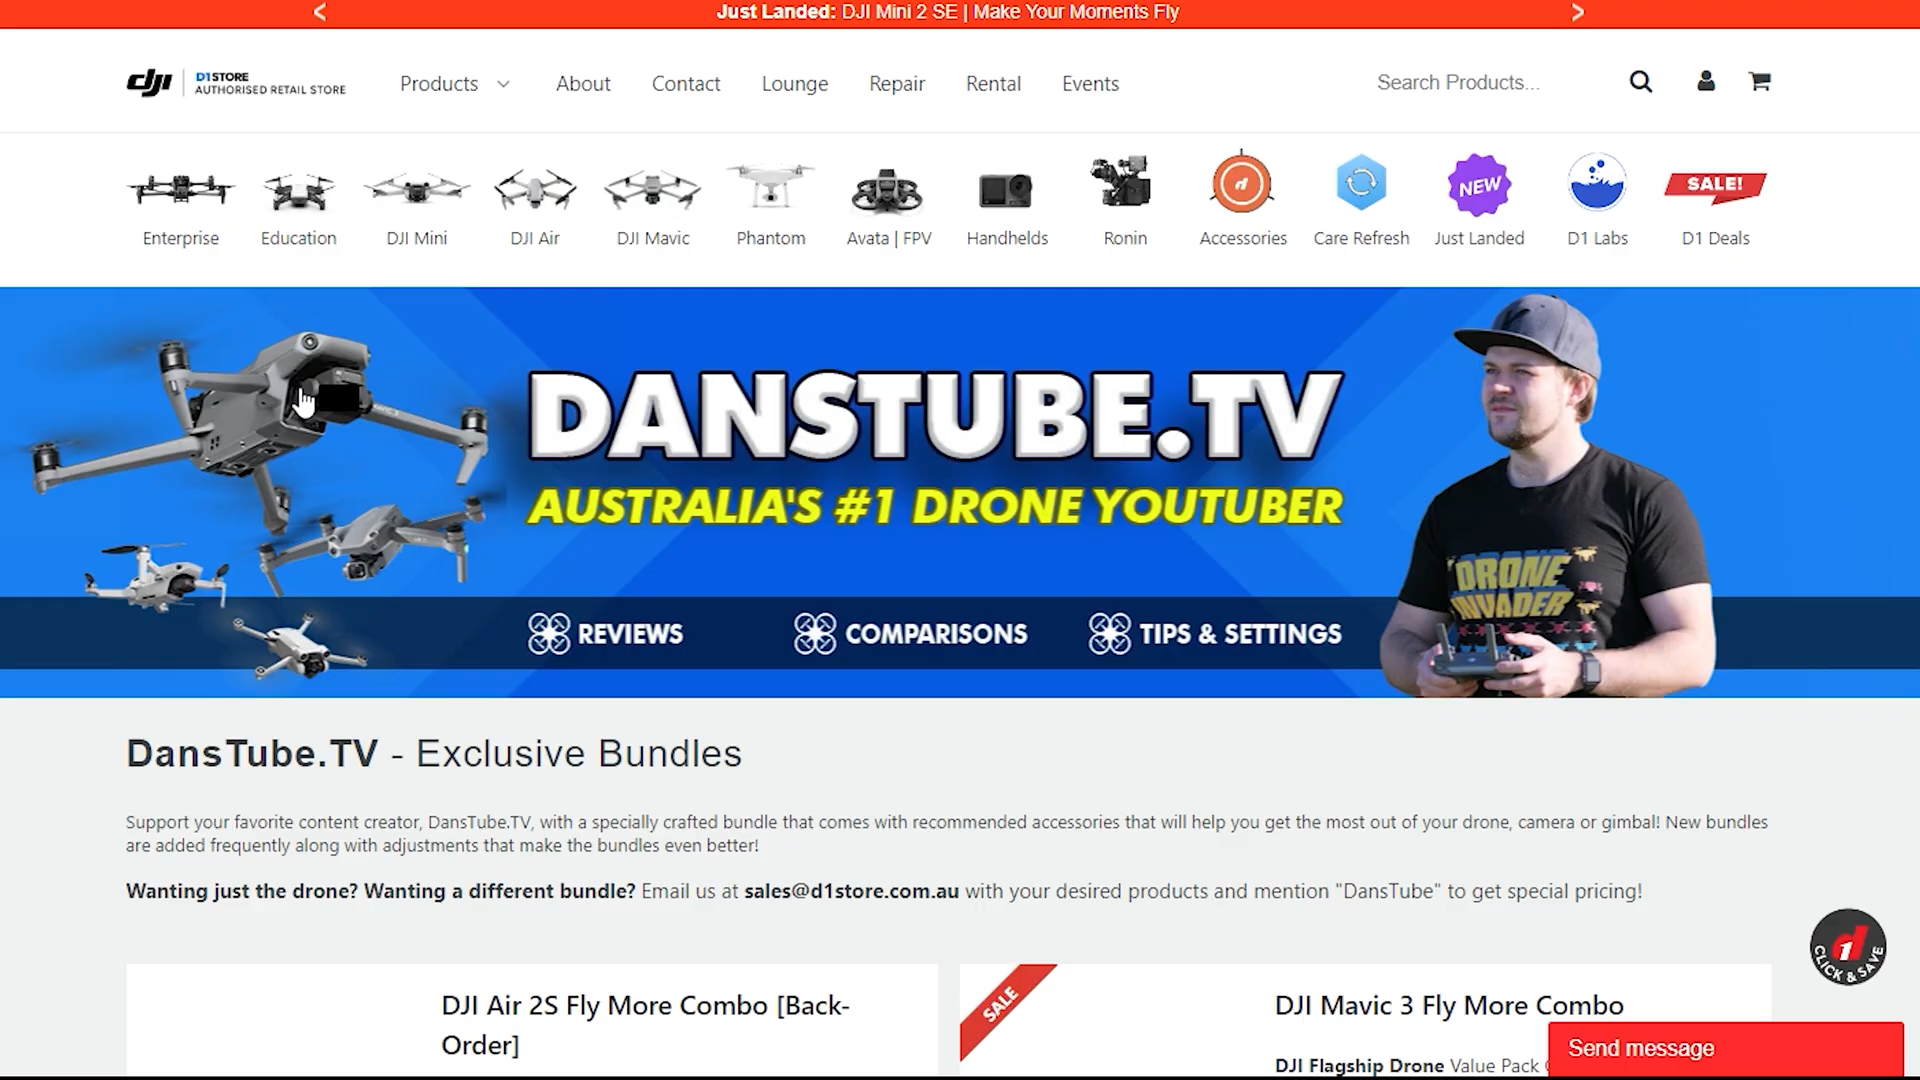 Just Landed: DJI Mini 2 SE | Make Your Moments Fly
dji
D1STORE
AUTHORISED RETAIL STORE
Products
About
Contact
Lounge
Repair
Rental
Events
Search Products...
NEW
SALE!
Enterprise
Education
DJI Mini
DJI Air
DJI Mavic
Phantom
Avata | FPV
Handhelds
Ronin
Accessories
Care Refresh
Just Landed
D1 Labs
D1 Deals
DANSTUBE.TV
AUSTRALIA'S #1 DRONE YOUTUBER
REVIEWS
COMPARISONS
TIPS & SETTINGS
DRONE
INVADER
DansTube.TV - Exclusive Bundles
Support your favorite content creator, DansTube.TV, with a specially crafted bundle that comes with recommended accessories that will help you get the most out of your drone, camera or gimbal! New bundles
are added frequently along with adjustments that make the bundles even better!
Wanting just the drone? Wanting a different bundle? Email us at sales@d1store.com.au with your desired products and mention "DansTube" to get special pricing!
d1
CLICK & SAVE
DJI Air 2S Fly More Combo [Back-
Order]
SALE
DJI Mavic 3 Fly More Combo
DJI Flagship Drone Value Pack
Send message